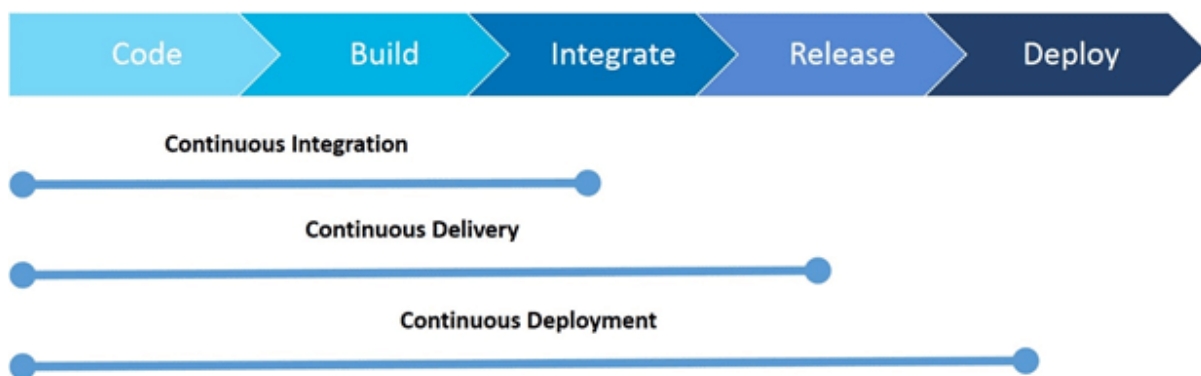 Code Build Integrate Release Deploy
Continuous Integration
Continuous Delivery
Continuous Deployment